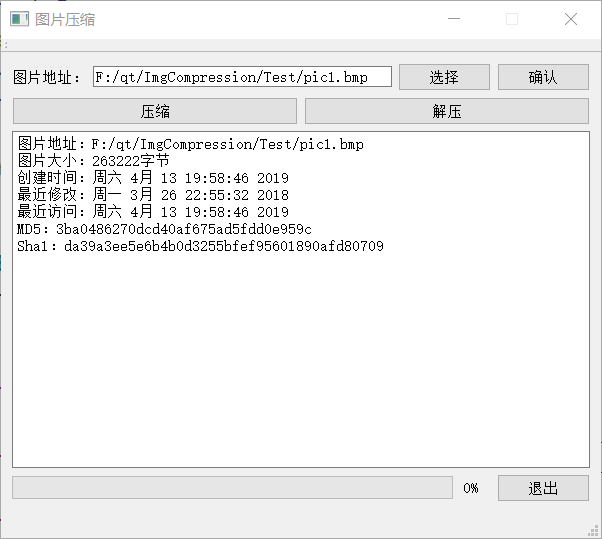 图片压缩
图片地址： F:/qt/ImgCompression/Test/pic1.bmp 选择 确认
压缩 解压
图片地址：F:/qt/ImgCompression/Test/pic1.bmp
图片大小：263222字节
创建时间：周六 4月 13 19:58:46 2019
最近修改：周一 3月 26 22:55:32 2018
最近访问：周六 4月 13 19:58:46 2019
MD5：3ba0486270dcd40af675ad5fdd0e959c
Sha1：da39a3ee5e6b4b0d3255bfef95601890afd80709
0% 退出